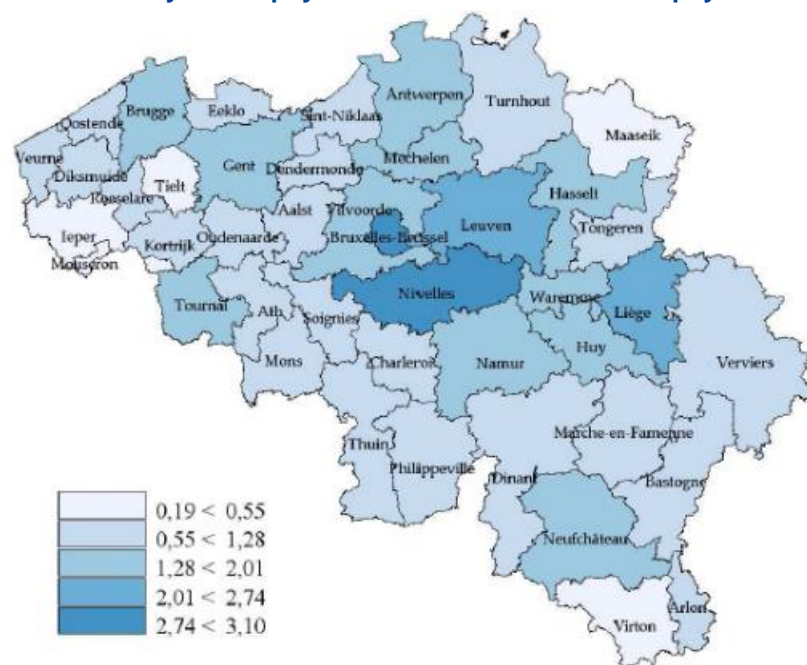 Antwerpen
Turnhout
Brugge
Eeklo
Sint-Niklaas
Oostende
Maaseik
Veurne
Gent
Mechelen
Diksmuide
Tielt
Dendermonde
Hasselt
Roeselare
Aalst
Vilvoorde
Leuven
Ieper
Kortrijk
Oudenaarde
Bruxelles-Brussel
Tongeren
Mouscron
Nivelles
Waremme
Tournai
Ath
Soignies
Liège
Huy
Mons
Charleroi
Namur
Verviers
Thuin
Marche-en-Famenne
Philippeville
Dinant
Bastogne
Neufchâteau
Arlon
Virton
0,19 < 0,55
0,55 < 1,28
1,28 < 2,01
2,01 < 2,74
2,74 < 3,10